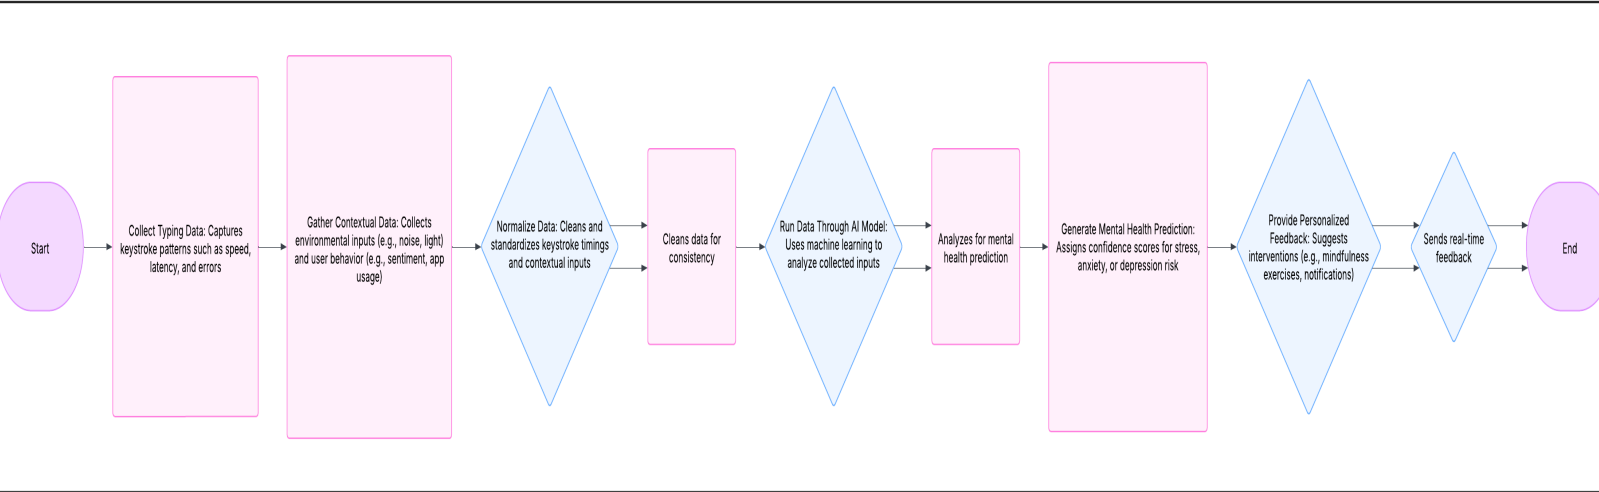 Start
Collect Typing Data: Captures
keystroke patterns such as speed,
latency, and errors
Gather Contextual Data: Collects
environmental inputs (e.g., noise, light)
and user behavior (e.g., sentiment, app
usage)
Normalize Data: Cleans and
standardizes keystroke timings
and contextual inputs
Cleans data for
consistency
Run Data Through AI Model:
Uses machine learning to
analyze collected inputs
Analyzes for mental
health prediction
Generate Mental Health Prediction:
Assigns confidence scores for stress,
anxiety, or depression risk
Provide Personalized
Feedback: Suggests
interventions (e.g., mindfulness
exercises, notifications)
Sends real-time
feedback
End